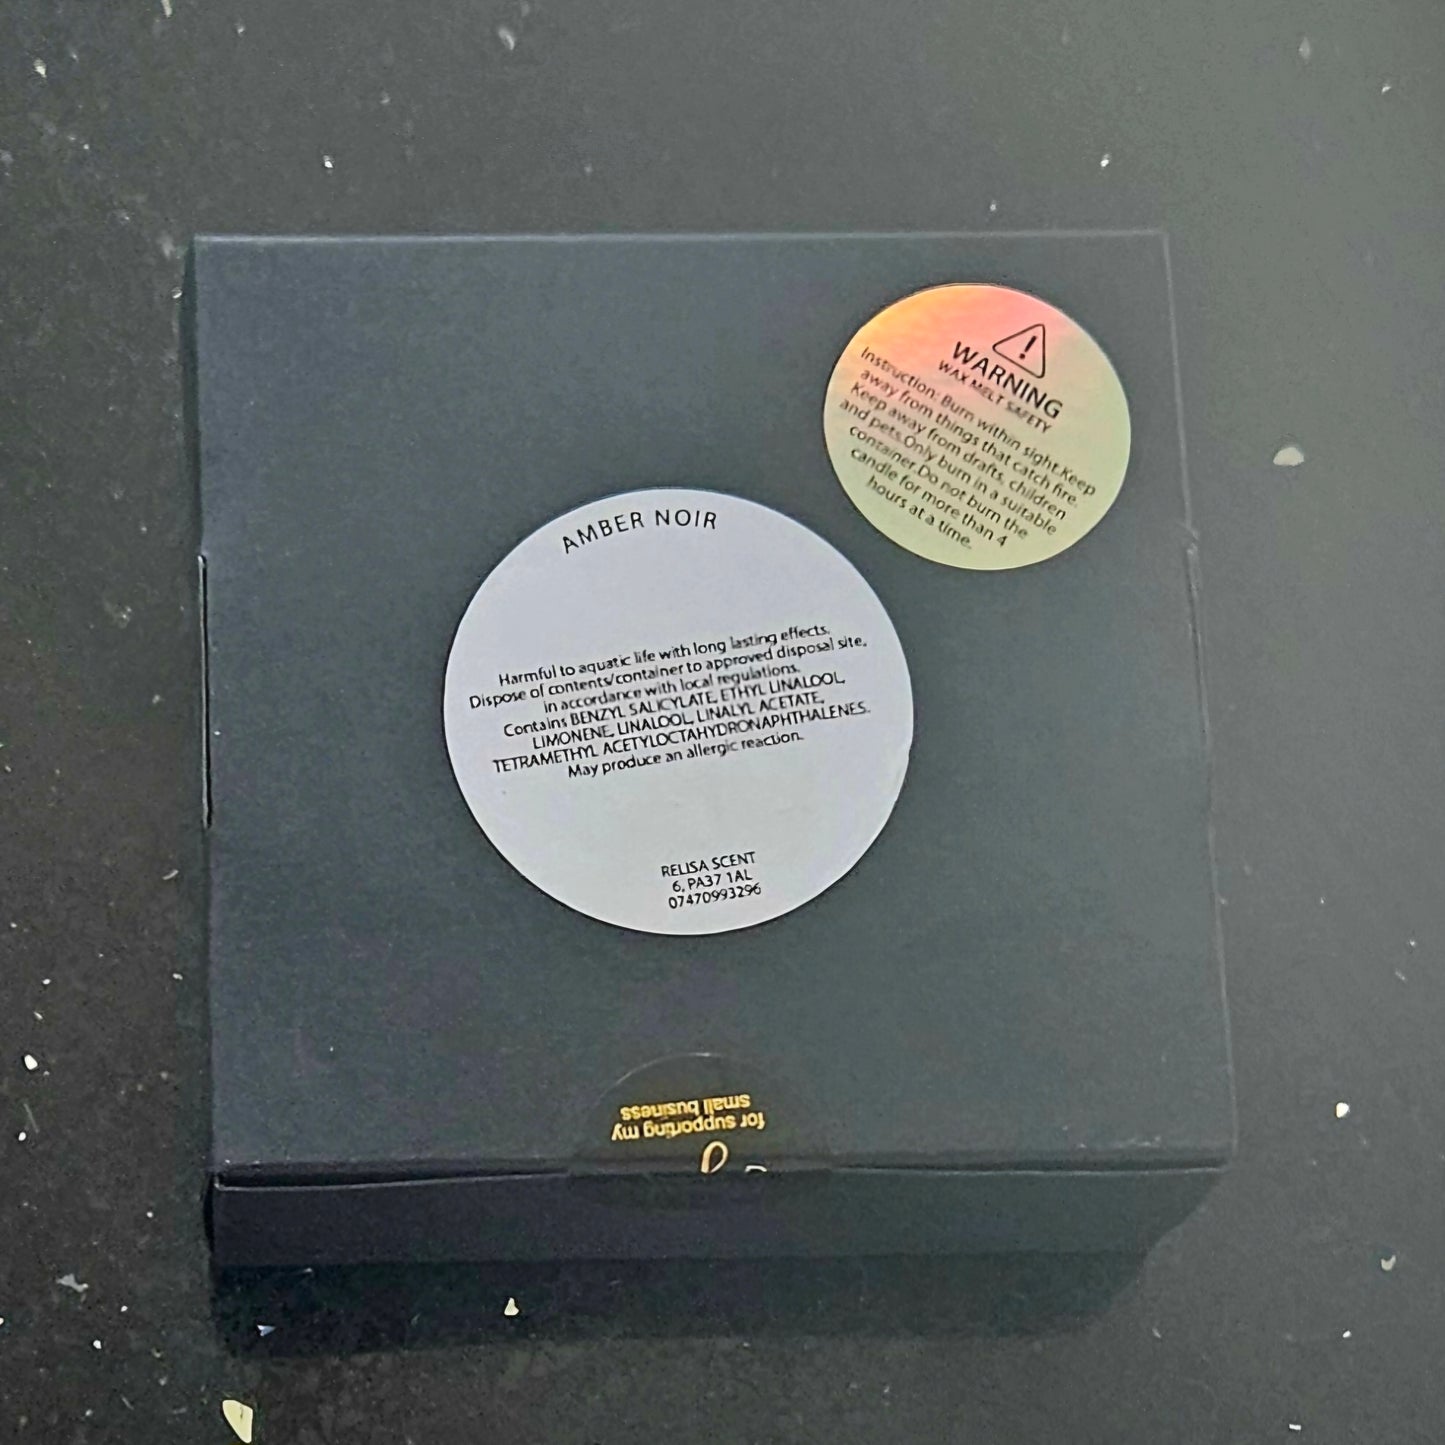 WARNING
WAX MELT SAFETY
Instruction: Burn within sight.Keep
away from things that catch fire.
Keep away from drafts, children
and pets.Only burn in a suitable
container.Do not burn the
candle for more than 4
hours at a time.
AMBER NOIR
Harmful to aquatic life with long lasting effects.
Dispose of contents/container to approved disposal site,
in accordance with local regulations.
Contains BENZYL SALICYLATE, ETHYL LINALOOL,
LIMONENE, LINALOOL, LINALYL ACETATE,
TETRAMETHYL ACETYLOCTAHYDRONAPHTHALENES.
May produce an allergic reaction.
RELISA SCENT
6, PA37 1AL
07470993296
for supporting my
small business